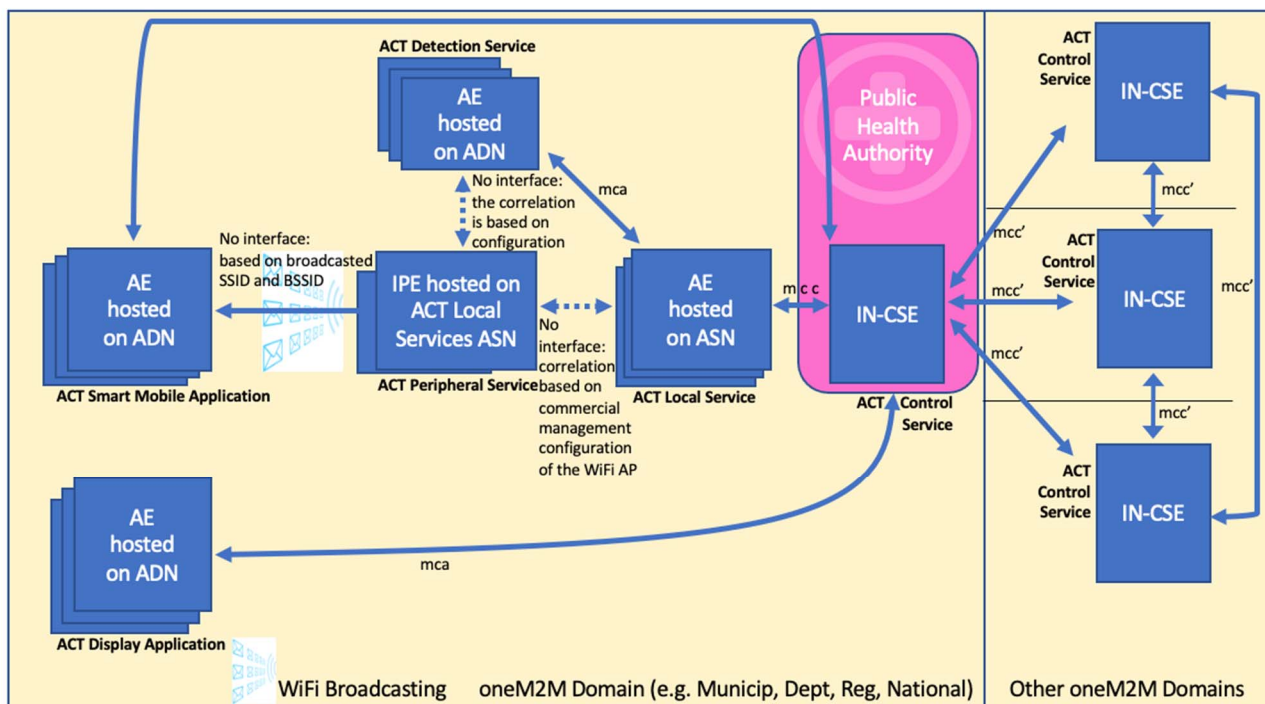 ACT Detection Service
AE
hosted
on ADN
No interface:
the correlation
is based on
configuration
mca
No interface:
based on broadcasted
SSID and BSSID
AE
hosted
on ADN
ACT Smart Mobile Application
IPE hosted on
ACT Local
Services ASN
ACT Peripheral Service
No
interface:
correlation
based on
commercial
management
configuration
of the WiFi AP
AE
hosted
on ASN
ACT Local Service
m c c
Public
Health
Authority
IN-CSE
ACT Control
Service
AE
hosted
on ADN
ACT Display Application
mca
ACT
Control
Service
IN-CSE
mcc’
mcc’
mcc’
ACT
Control
Service
IN-CSE
mcc’
mcc’
mcc’
ACT
Control
Service
IN-CSE
WiFi Broadcasting
oneM2M Domain (e.g. Municip, Dept, Reg, National)
Other oneM2M Domains